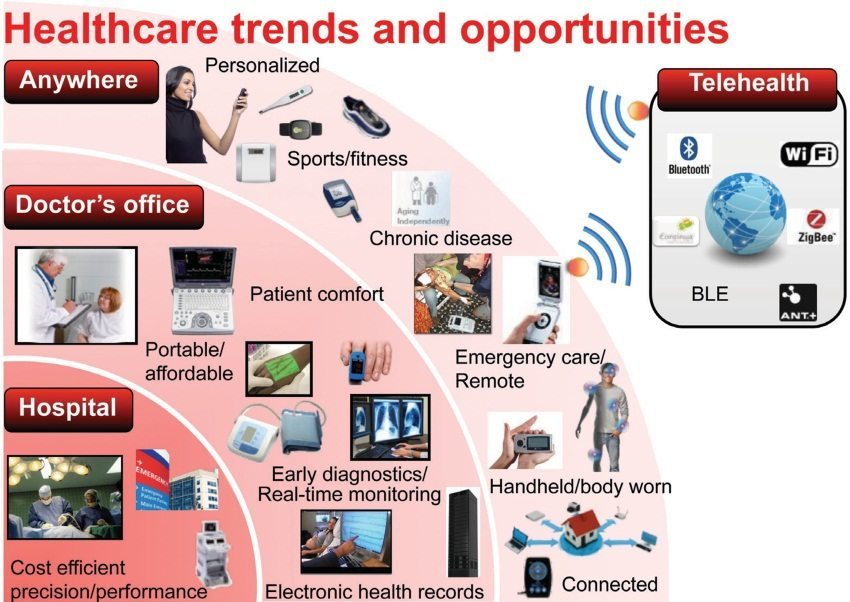 Healthcare trends and opportunities
Anywhere
Personalized
Sports/fitness
Aging
Independently
Chronic disease
Emergency care/
Remote
Handheld/body worn
Connected
Doctor's office
Patient comfort
Portable/
affordable
Early diagnostics/
Real-time monitoring
Electronic health records
Hospital
EMERGENCY
Emergency
Cost efficient
precision/performance
Telehealth
Bluetooth
WiFi
Continua
ZigBee
BLE
ANT+